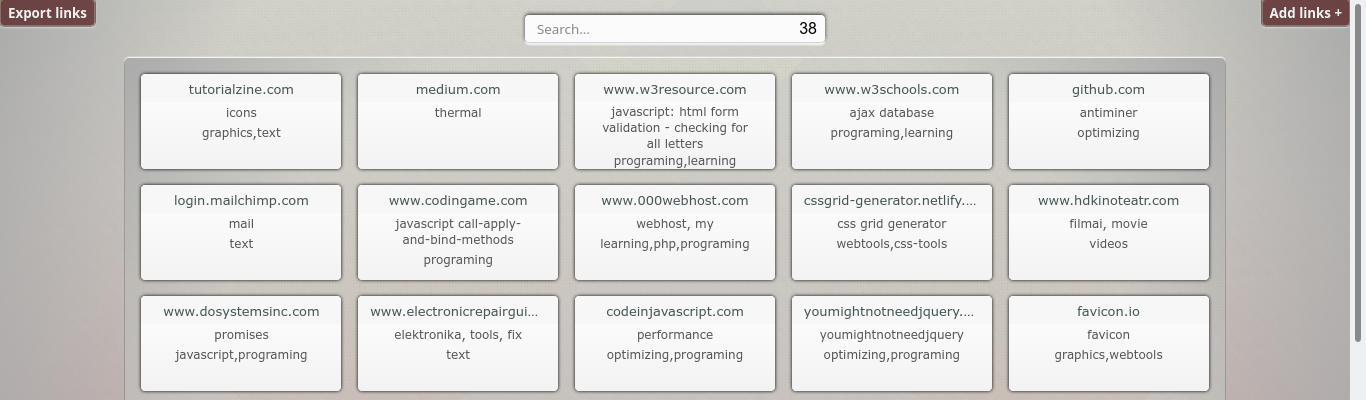 Export links
Search...
38
Add links +
tutorialzine.com
icons
graphics,text
medium.com
thermal
www.w3resource.com
javascript: html form
validation - checking for
all letters
programing,learning
www.w3schools.com
ajax database
programing,learning
github.com
antiminer
optimizing
login.mailchimp.com
mail
text
www.codingame.com
javascript call-apply-
and-bind-methods
programing
www.000webhost.com
webhost, my
learning,php,programing
cssgrid-generator.netlify....
css grid generator
webtools,css-tools
www.hdkinoteatr.com
filmai, movie
videos
www.dosystemsinc.com
promises
javascript,programing
www.electronicrepairgui...
elektronika, tools, fix
text
codeinjavascript.com
performance
optimizing,programing
youmightnotneedjquery....
youmightnotneedjquery
optimizing,programing
favicon.io
favicon
graphics,webtools